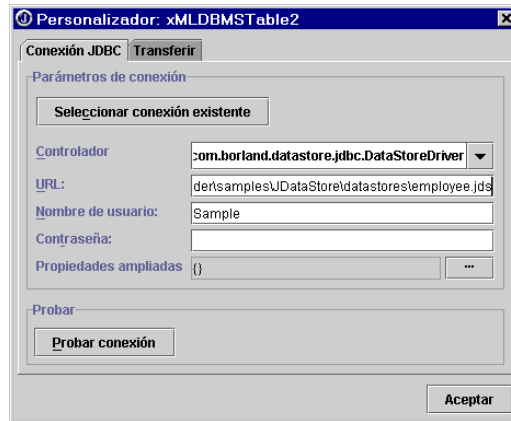 Personalizador: xMLDBMSTable2
Conexión JDBC Transferir
Parámetros de conexión
Seleccionar conexión existente
Controlador com.borland.datastore.jdbc.DataStoreDriver
URL: der\samples\JDataStore\datastores\employee.jds
Nombre de usuario: Sample
Contraseña:
Propiedades ampliadas {} ...
Probar
Probar conexión
Aceptar